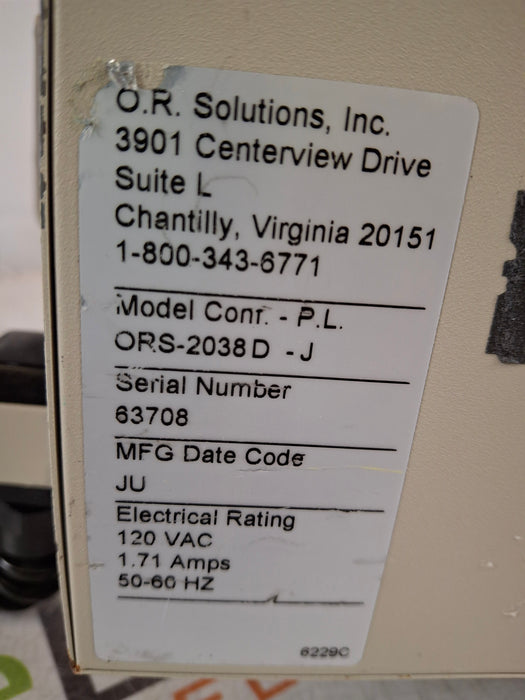 O.R. Solutions, Inc.
3901 Centerview Drive
Suite L
Chantilly, Virginia 20151
1-800-343-6771
Model Conf. - P.L.
ORS-2038 D - J
Serial Number
63708
MFG Date Code
JU
Electrical Rating
120 VAC
1.71 Amps
50-60 HZ
6229C